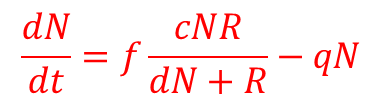 dN/dt = f cNR/(dN + R) − qN